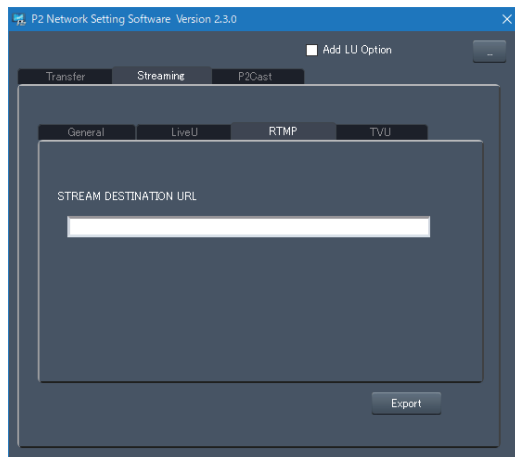 P2 Network Setting Software Version 2.3.0
Add LU Option
Transfer Streaming P2Cast
General LiveU RTMP TVU
STREAM DESTINATION URL
Export